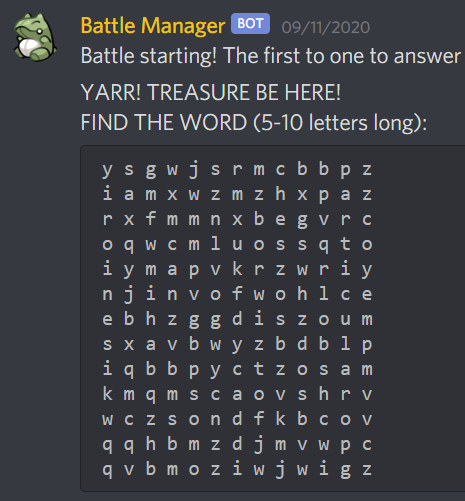 Battle Manager BOT 09/11/2020
Battle starting! The first to one to answer
YARR! TREASURE BE HERE!
FIND THE WORD (5-10 letters long):
y s g w j s r m c b b p z
i a m x w z m z h x p a z
r x f m m n x b e g v r c
o q w c m l u o s s q t o
i y m a p v k r z w r i y
n j i n v o f w o h l c e
e b h z g g d i s z o u m
s x a v b w y z b d b l p
i q b b p y c t z o s a m
k m q m s c a o v s h r v
w c z s o n d f k b c o v
q q h b m z d j m v w p c
q v b m o z i w j w i g z